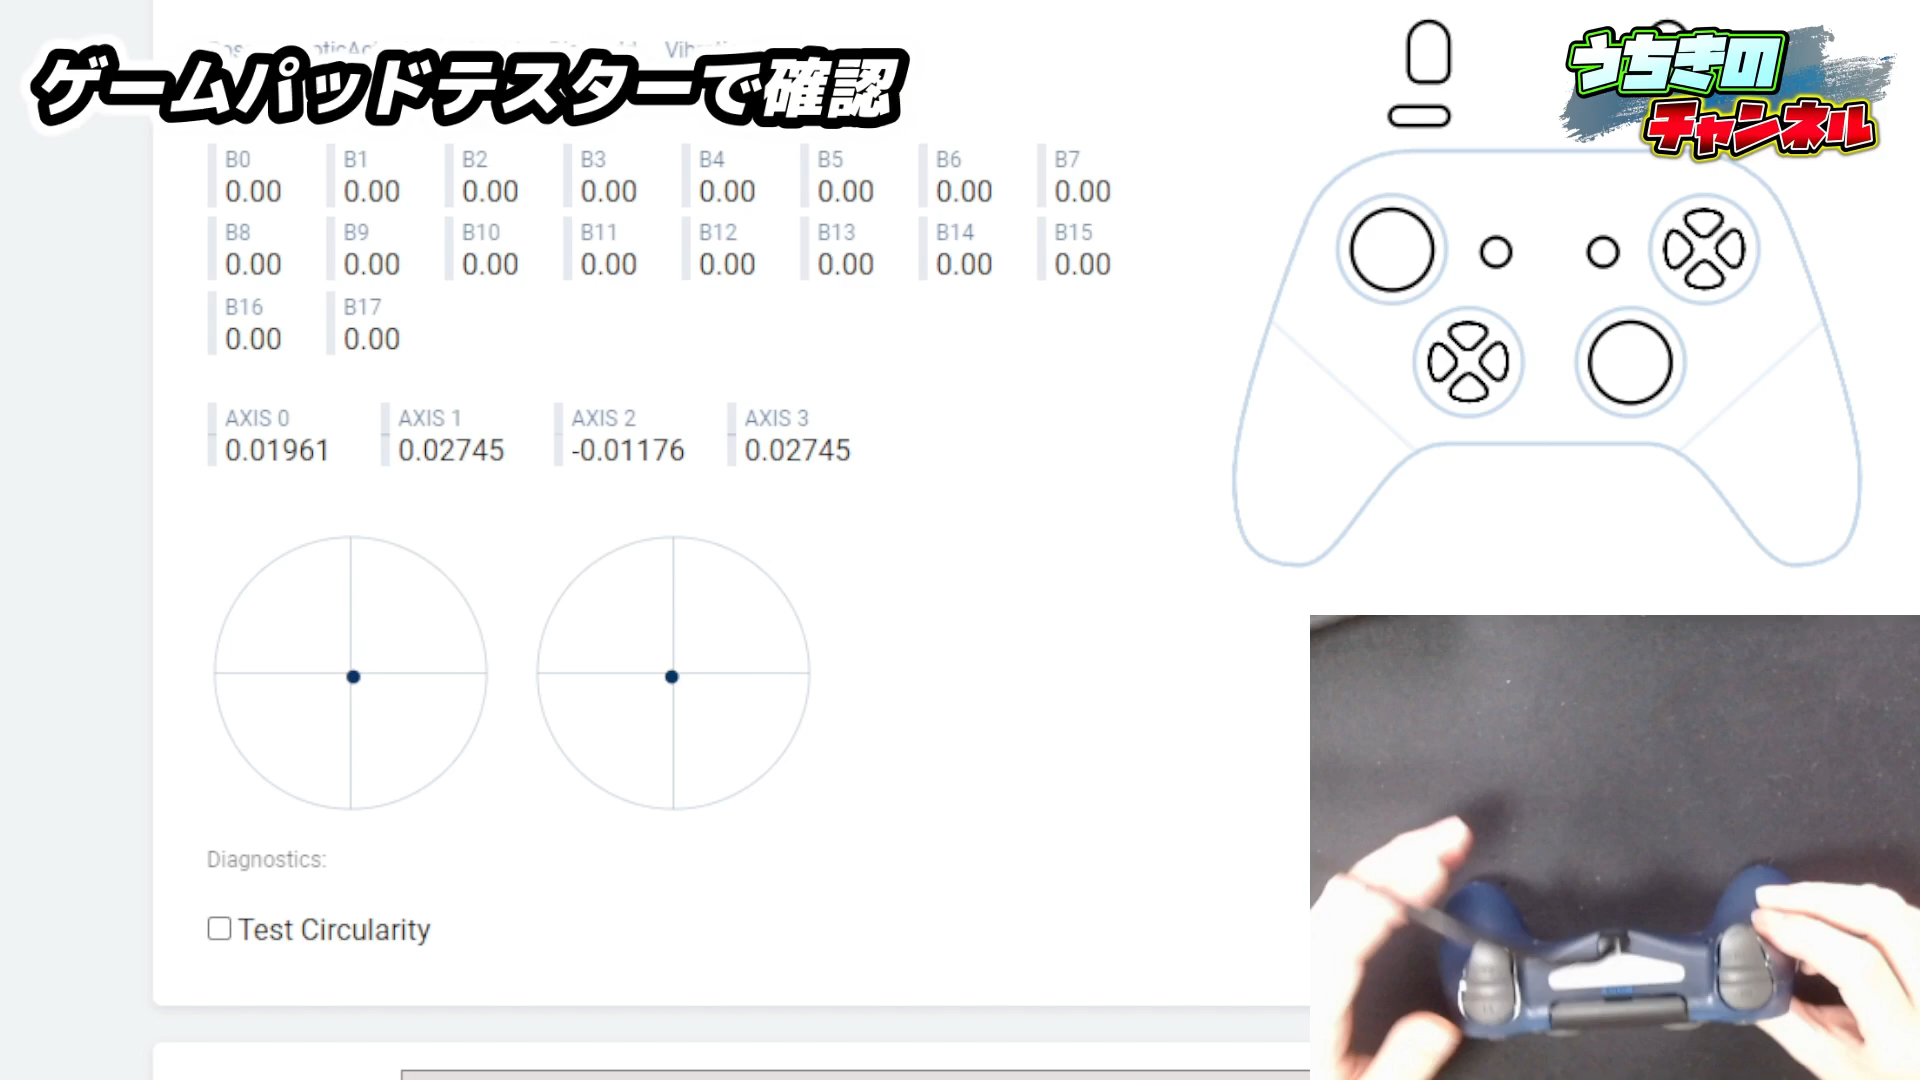 ゲームパッドテスターで確認
うちきの
チャンネル
B0 B1 B2 B3 B4 B5 B6 B7
0.00 0.00 0.00 0.00 0.00 0.00 0.00 0.00
B8 B9 B10 B11 B12 B13 B14 B15
0.00 0.00 0.00 0.00 0.00 0.00 0.00 0.00
B16 B17
0.00 0.00
AXIS 0 AXIS 1 AXIS 2 AXIS 3
0.01961 0.02745 -0.01176 0.02745
Diagnostics:
Test Circularity